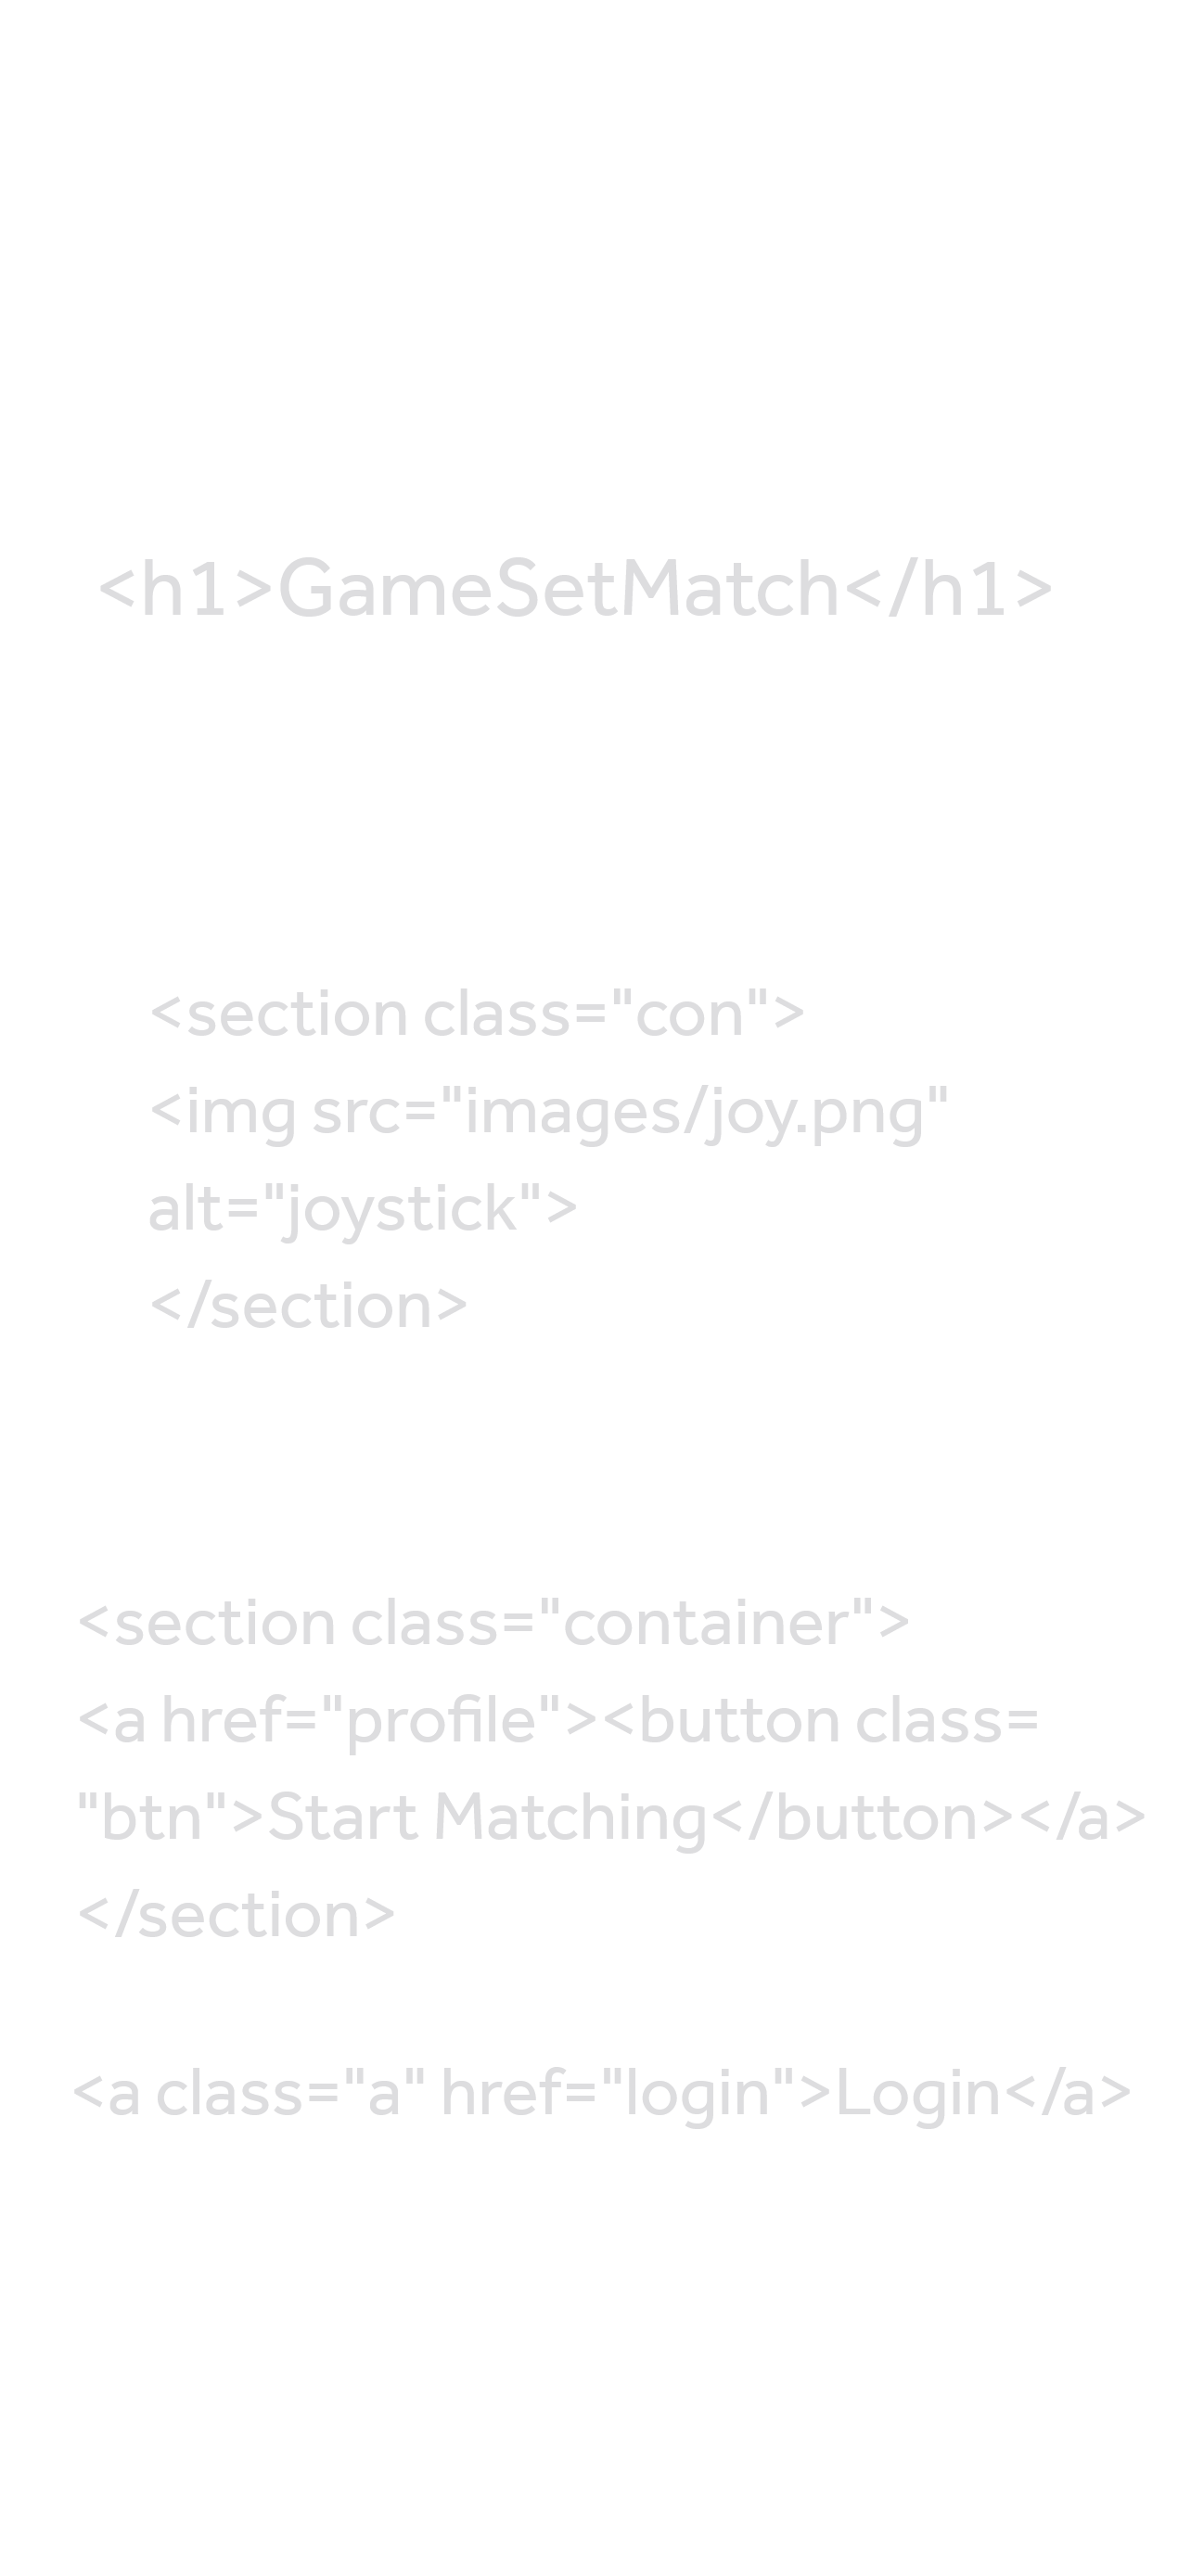 <h1>GameSetMatch</h1>
<section class="con">
<img src="images/joy.png"
alt="joystick">
</section>
<section class="container">
<a href="profile"><button class=
"btn">Start Matching</button></a>
</section>
<a class="a" href="login">Login</a>